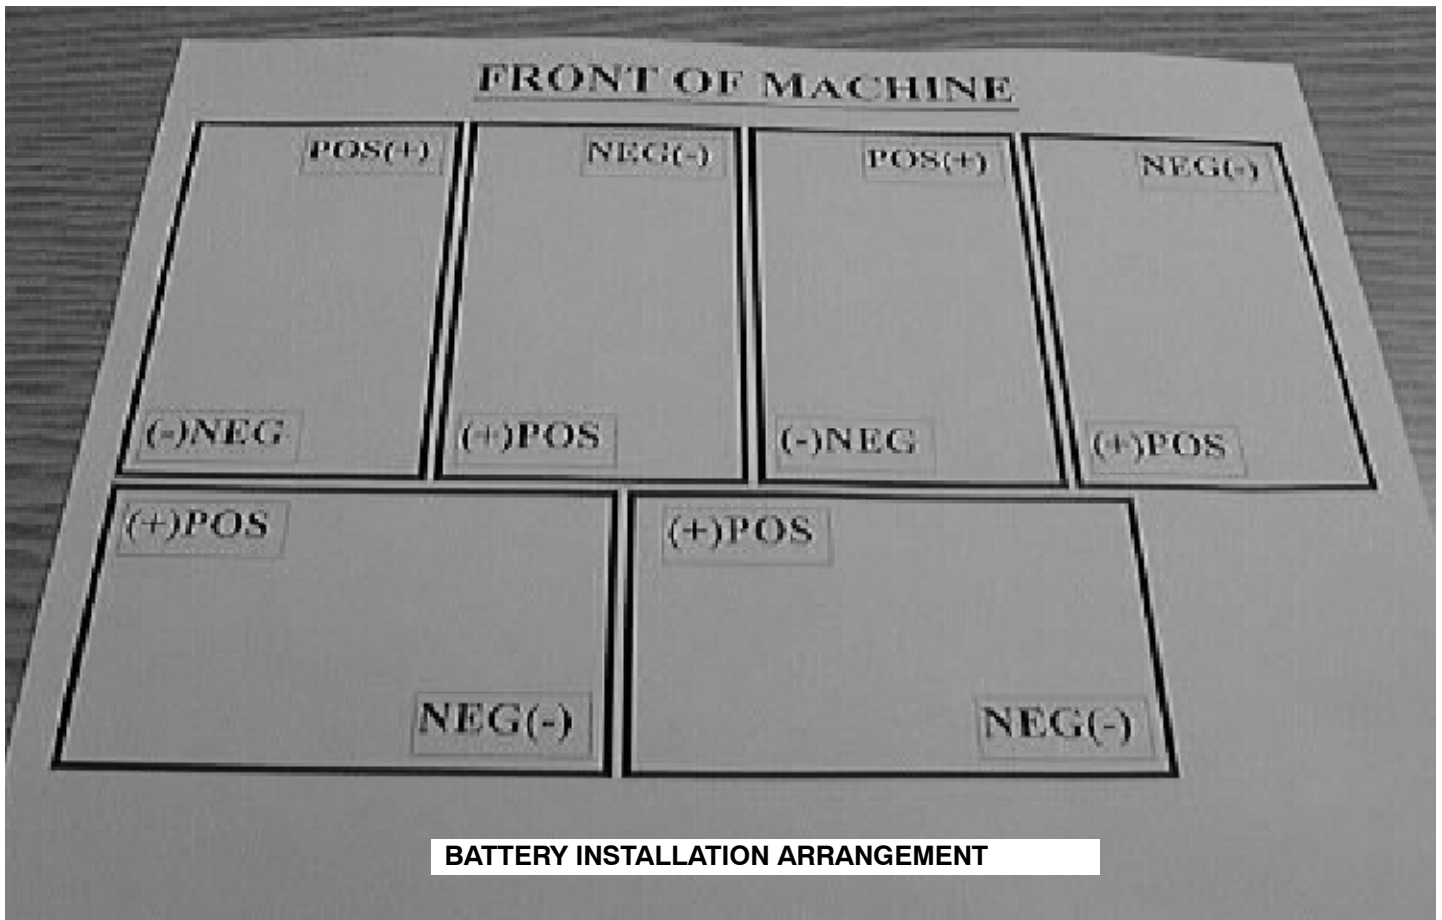 FRONT OF MACHINE
POS(+) NEG(-) POS(+) NEG(-)
(-)NEG (+)POS (-)NEG (+)POS
(+)POS (+)POS
NEG(-) NEG(-)
BATTERY INSTALLATION ARRANGEMENT